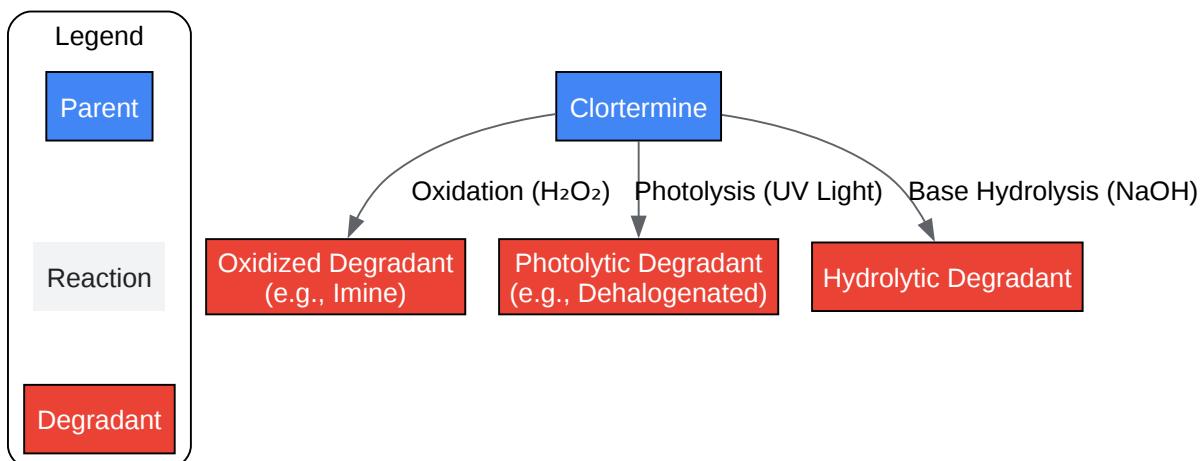 Legend
Parent
Reaction
Degradant
Clortermine
Oxidation (H₂O₂)
Photolysis (UV Light)
Base Hydrolysis (NaOH)
Oxidized Degradant
(e.g., Imine)
Photolytic Degradant
(e.g., Dehalogenated)
Hydrolytic Degradant